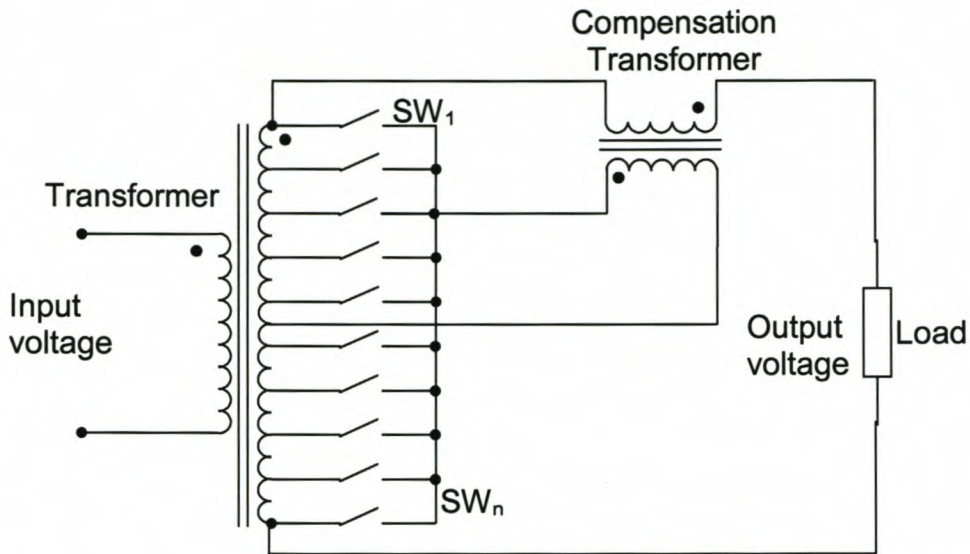 Compensation
Transformer
SW₁
Transformer
Input
voltage
Output
voltage
Load
SWₙ